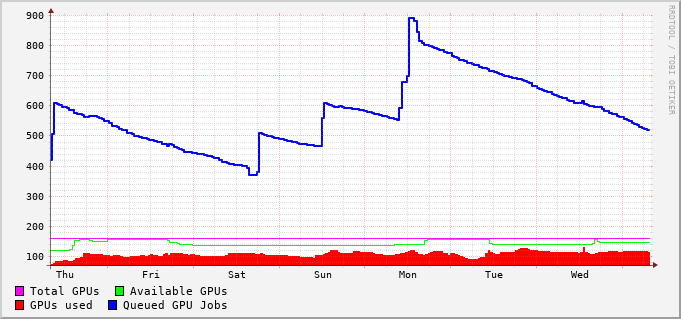 900
800
700
600
500
400
300
200
100
Thu Fri Sat Sun Mon Tue Wed
Total GPUs Available GPUs
GPUs used Queued GPU Jobs
RRDTOOL / TOBI OETIKER